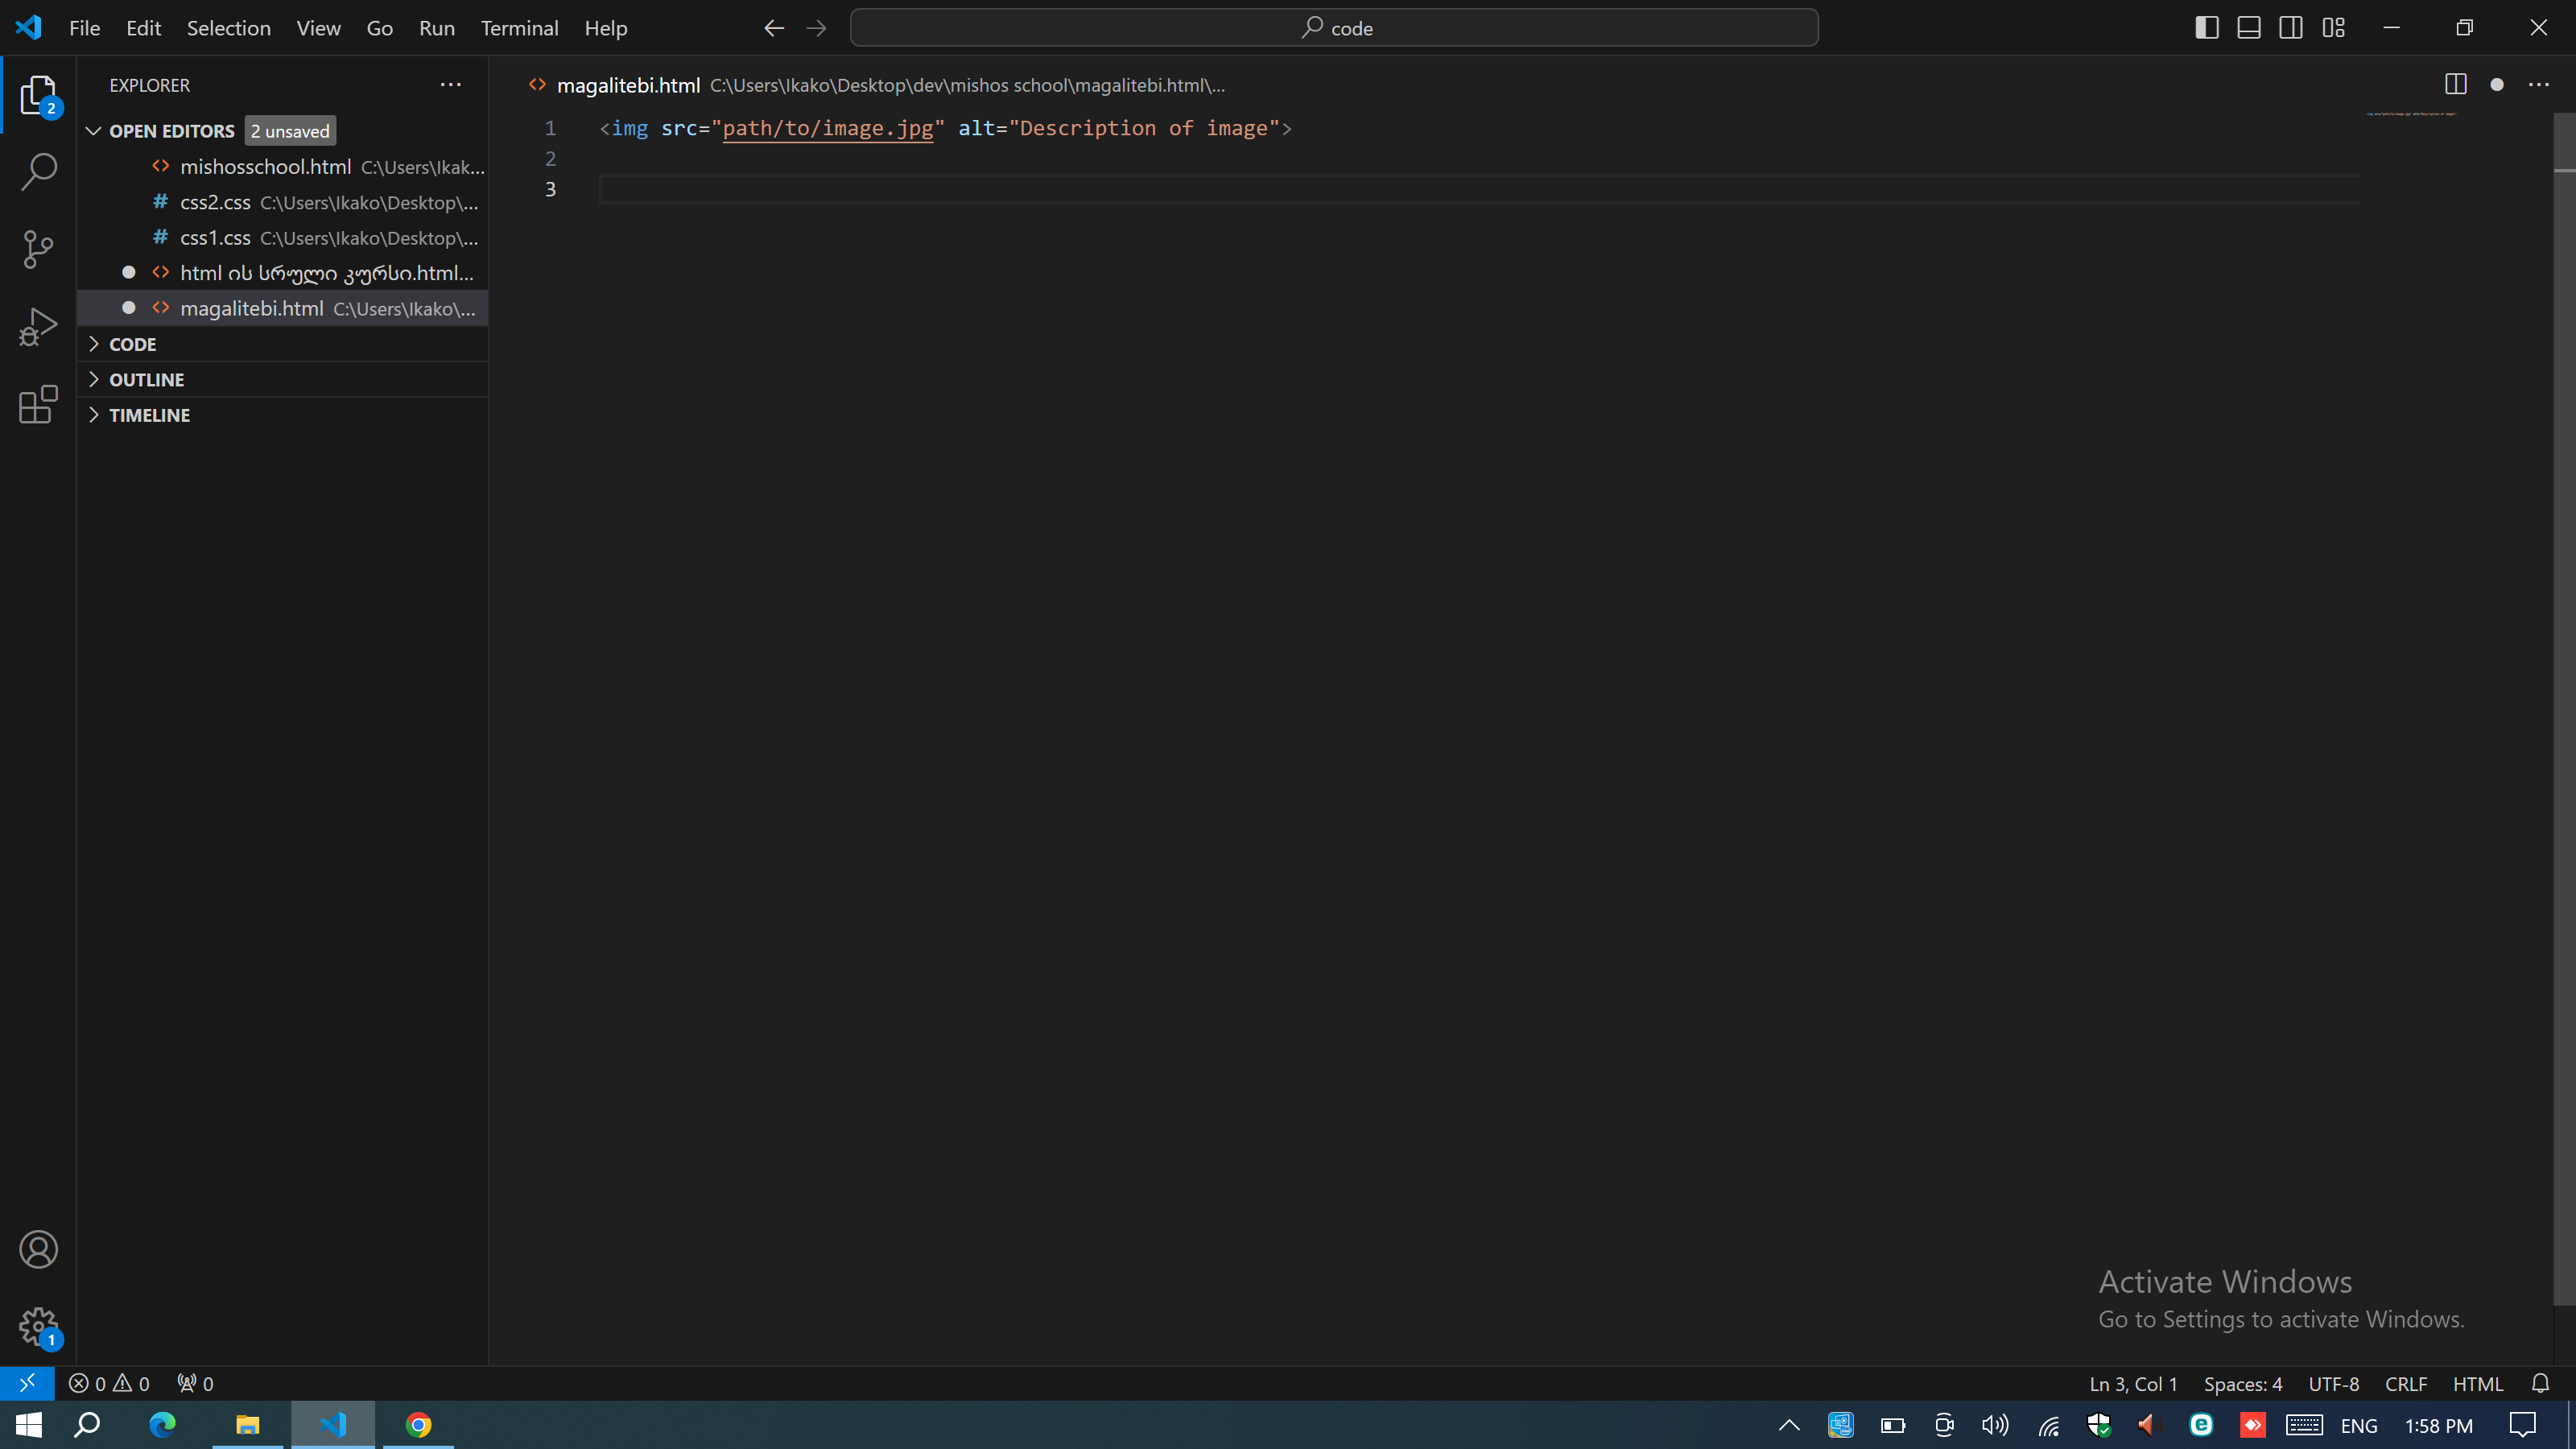 File Edit Selection View Go Run Terminal Help
code
EXPLORER
OPEN EDITORS 2 unsaved
mishosschool.html C:\Users\Ikak...
# css2.css C:\Users\Ikako\Desktop\...
# css1.css C:\Users\Ikako\Desktop\...
html ის სრული კურსი.html...
magalitebi.html C:\Users\Ikako\...
CODE
OUTLINE
TIMELINE
magalitebi.html C:\Users\Ikako\Desktop\dev\mishos school\magalitebi.html\...
1 <img src="path/to/image.jpg" alt="Description of image">
2
3
Activate Windows
Go to Settings to activate Windows.
2
1
0 0 0
Ln 3, Col 1 Spaces: 4 UTF-8 CRLF HTML
ENG 1:58 PM